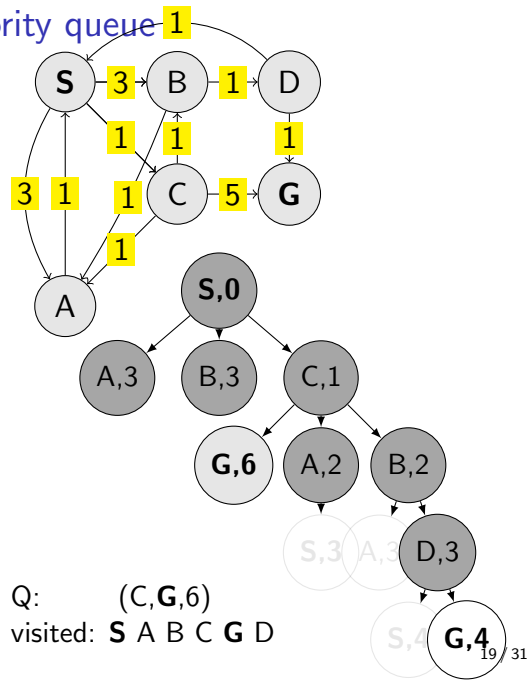 ority queue
1
S 3 B 1 D
1 1 1
3 1 1 C 5 G
1
A
S,0
A,3 B,3 C,1
G,6 A,2 B,2
S,3 A,3 D,3
Q: (C,G,6)
visited: S A B C G D
S,4 G,4
19 / 31